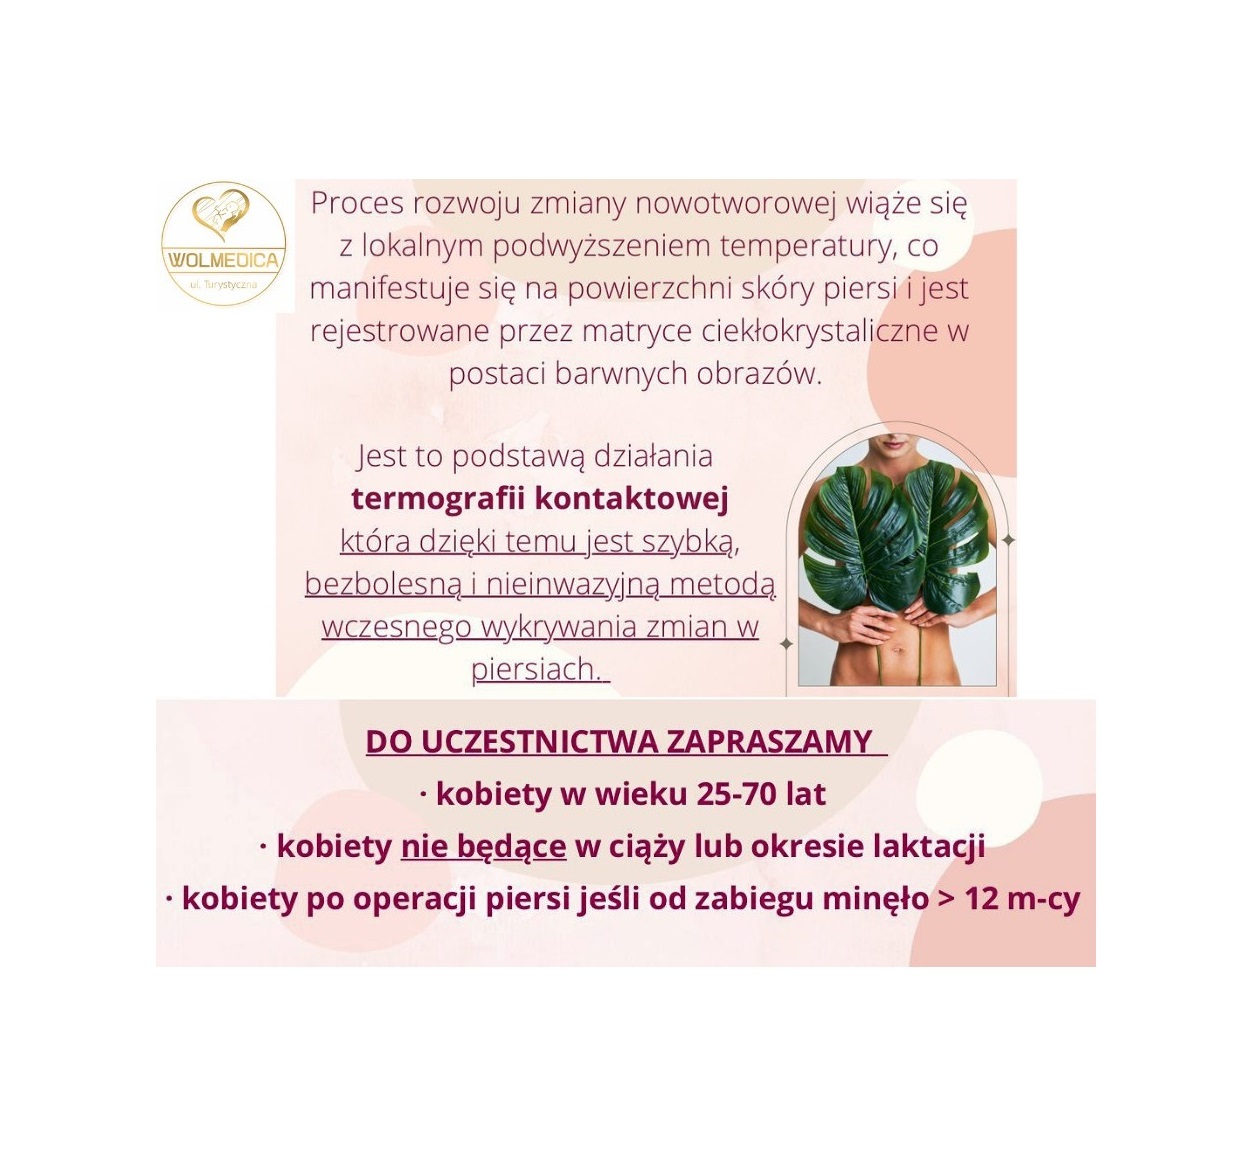 WOLMEDICA
ul. Turystyczna
Proces rozwoju zmiany nowotworowej wiąże się
z lokalnym podwyższeniem temperatury, co
manifestuje się na powierzchni skóry piersi i jest
rejestrowane przez matryce ciekłokrystaliczne w
postaci barwnych obrazów.
Jest to podstawą działania
termografii kontaktowej
która dzięki temu jest szybką,
bezbolesną i nieinwazyjną metodą
wczesnego wykrywania zmian w
piersiach.
DO UCZESTNICTWA ZAPRASZAMY
· kobiety w wieku 25-70 lat
· kobiety nie będące w ciąży lub okresie laktacji
· kobiety po operacji piersi jeśli od zabiegu minęło > 12 m-cy